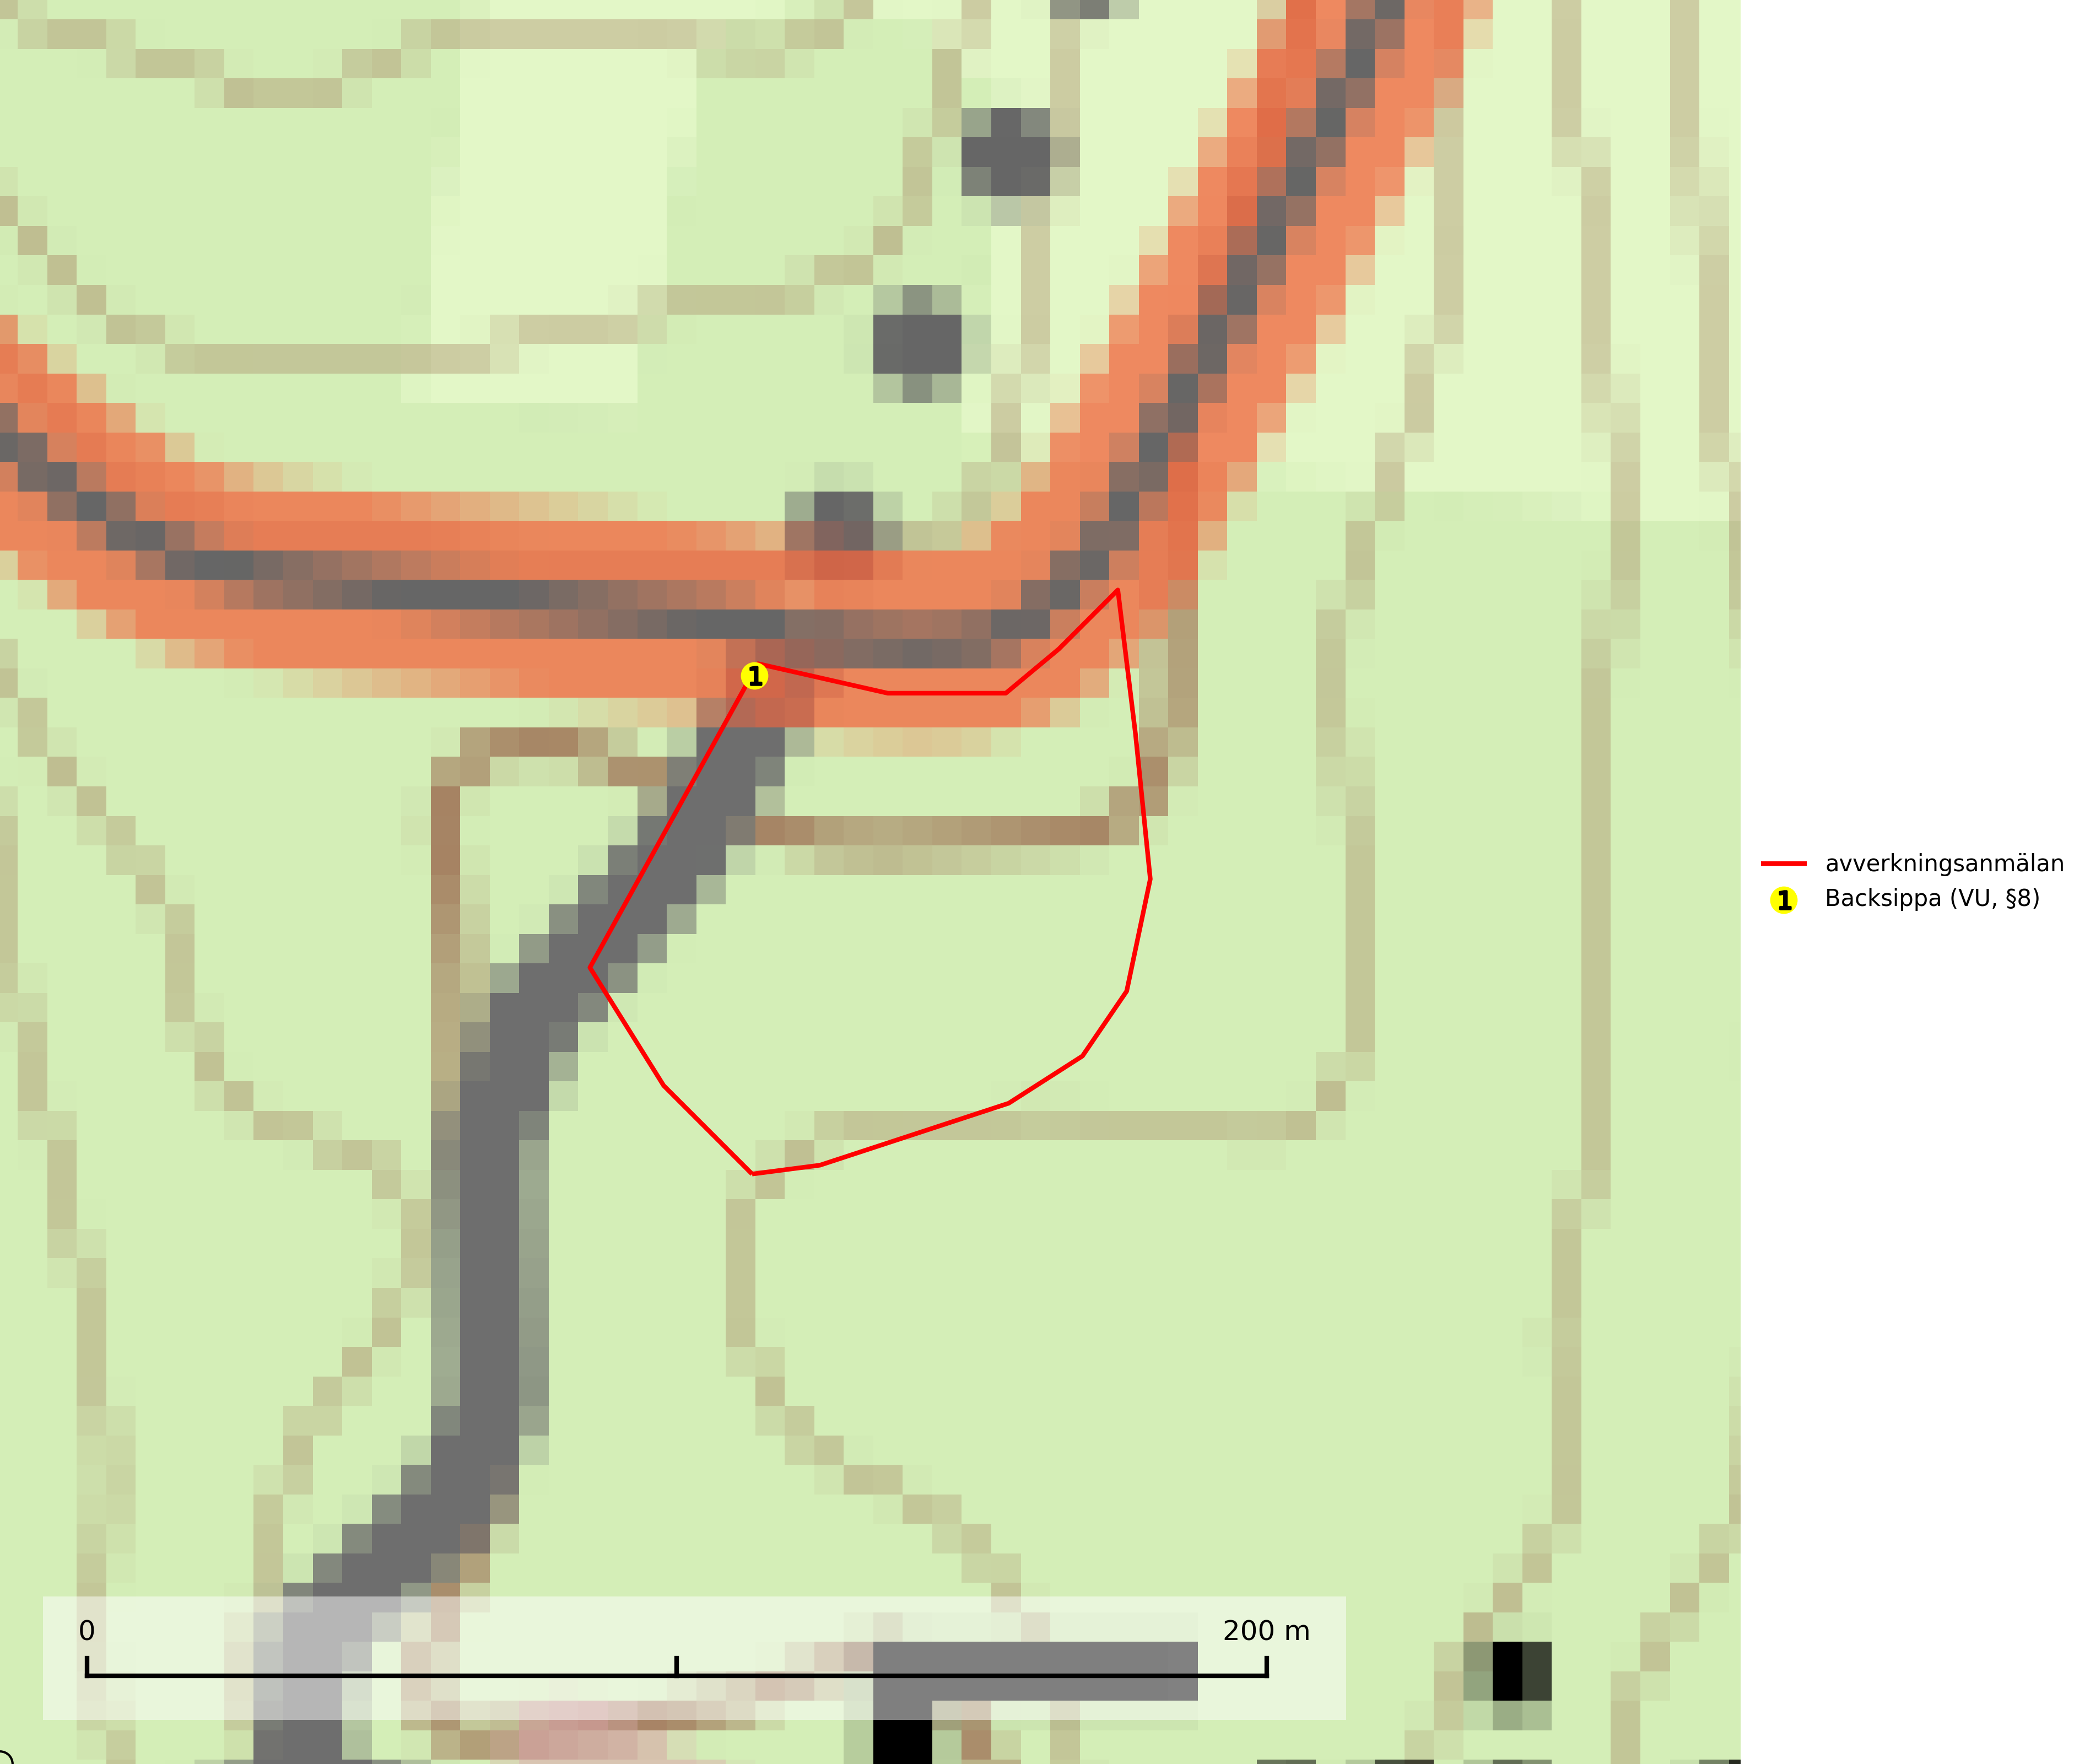 1
avverkningsanmälan
1 Backsippa (VU, §8)
0 200 m